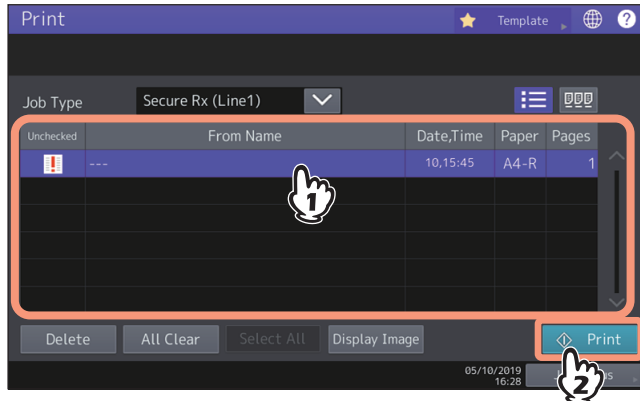 Print Template ?
Job Type Secure Rx (Line1)
Unchecked From Name Date,Time Paper Pages
--- 10,15:45 A4-R 1
1
Delete All Clear Select All Display Image Print
05/10/2019
16:28
2